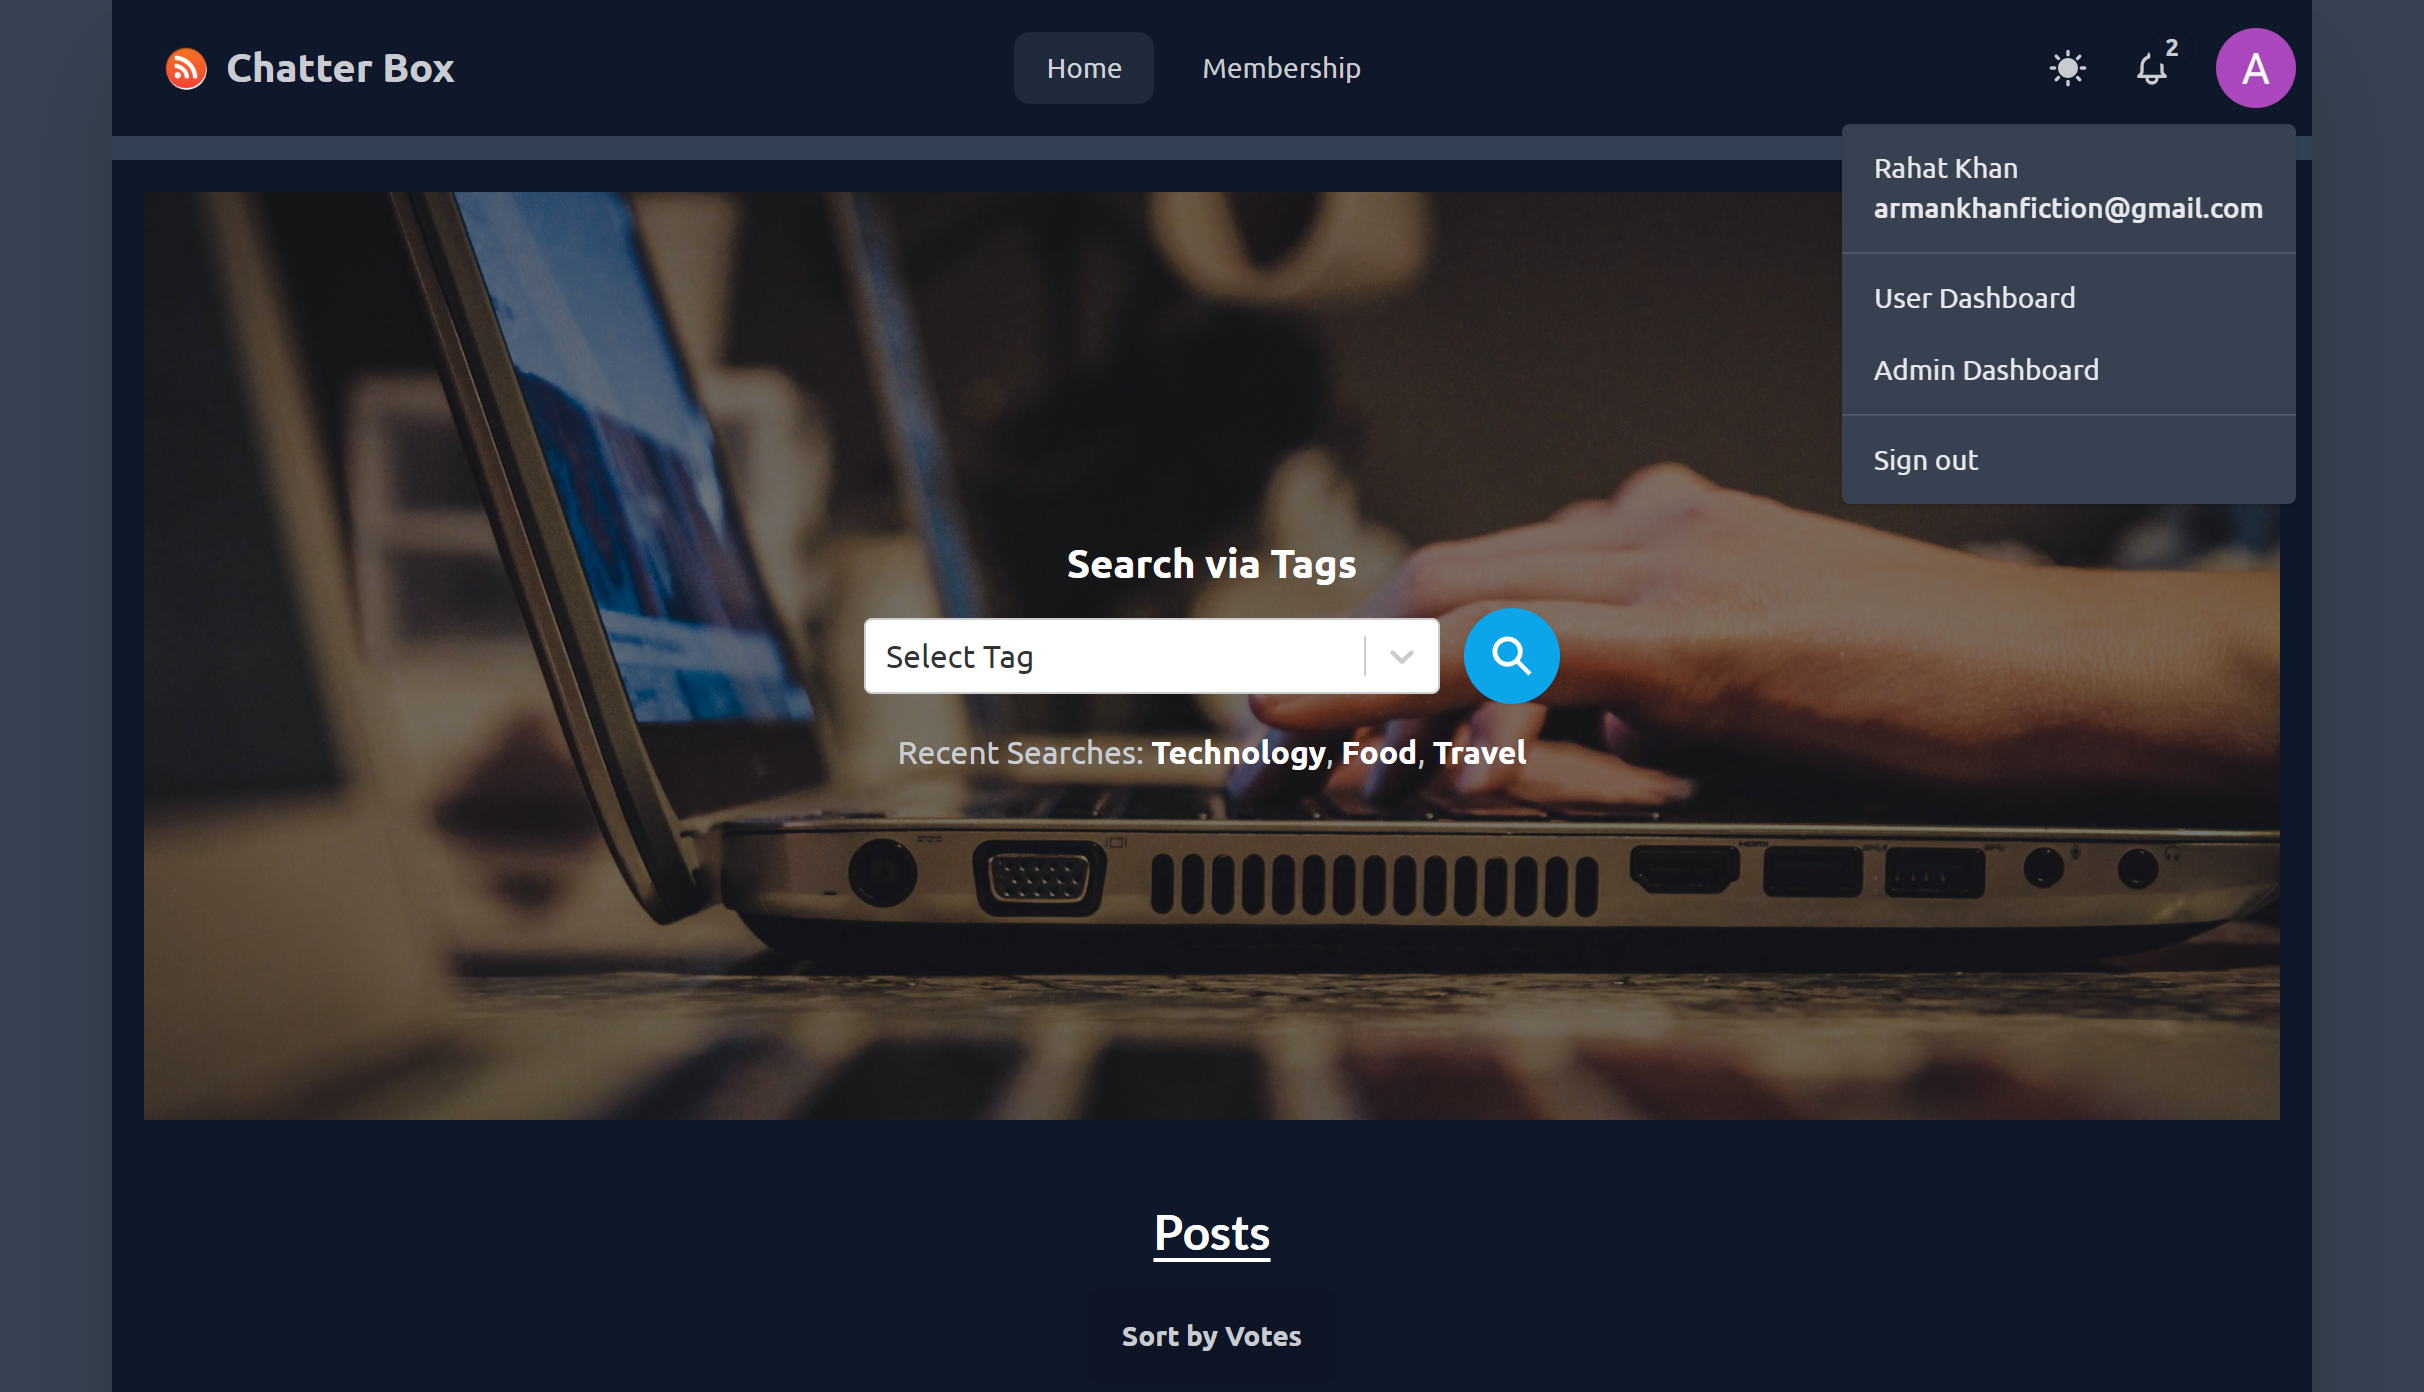 Chatter Box
Home
Membership
2
A
Rahat Khan
armankhanfiction@gmail.com
User Dashboard
Admin Dashboard
Sign out
Search via Tags
Select Tag
Recent Searches: Technology, Food, Travel
HDMI
Posts
Sort by Votes